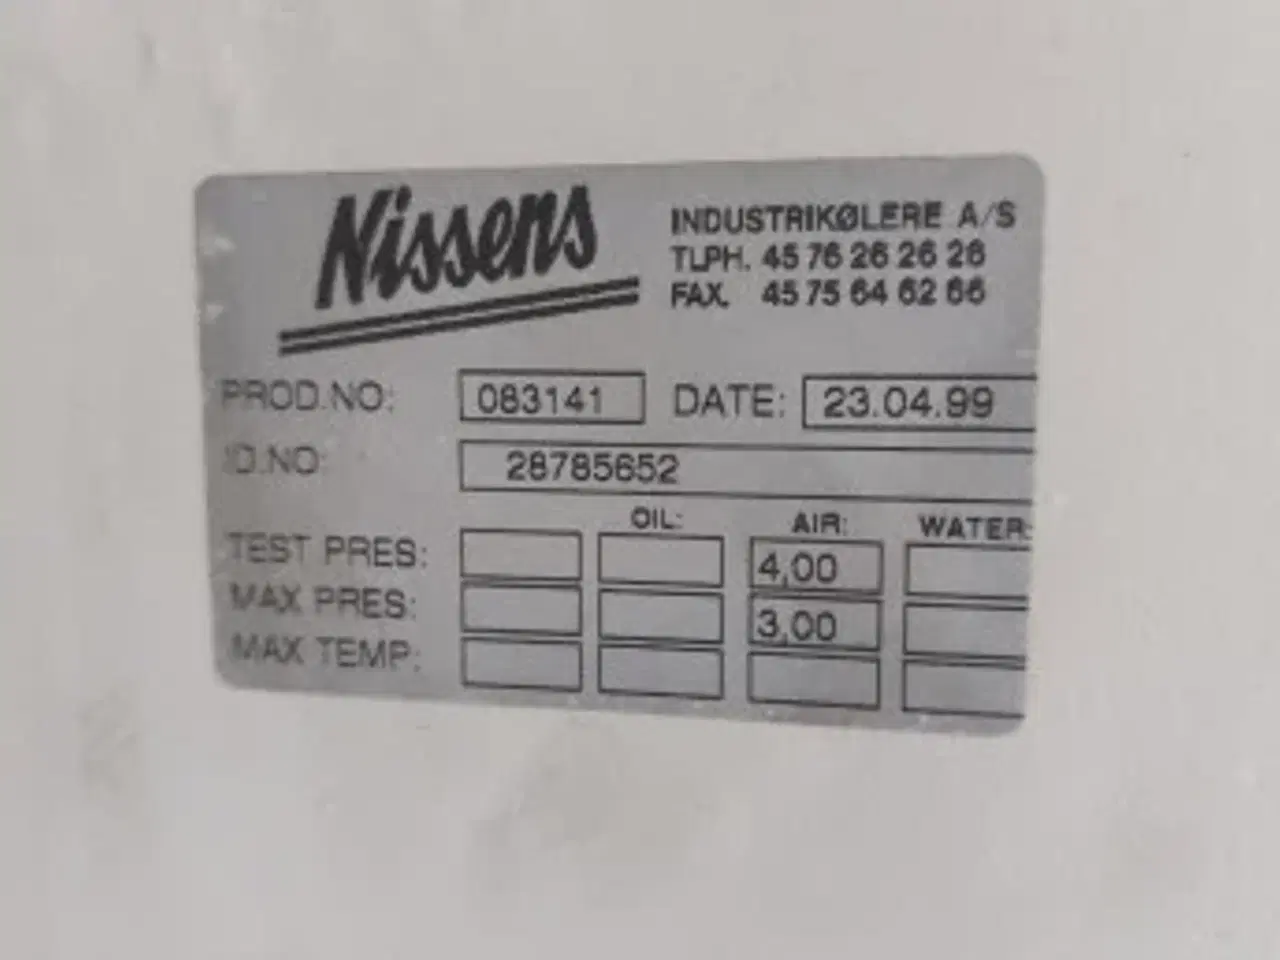 Nissens
INDUSTRIKØLERE A/S
TLPH. 45 76 26 26 26
FAX. 45 75 64 62 66
PROD.NO: 083141 DATE: 23.04.99
ID.NO: 28785652
OIL: AIR: WATER:
TEST PRES: 4,00
MAX PRES: 3,00
MAX TEMP: